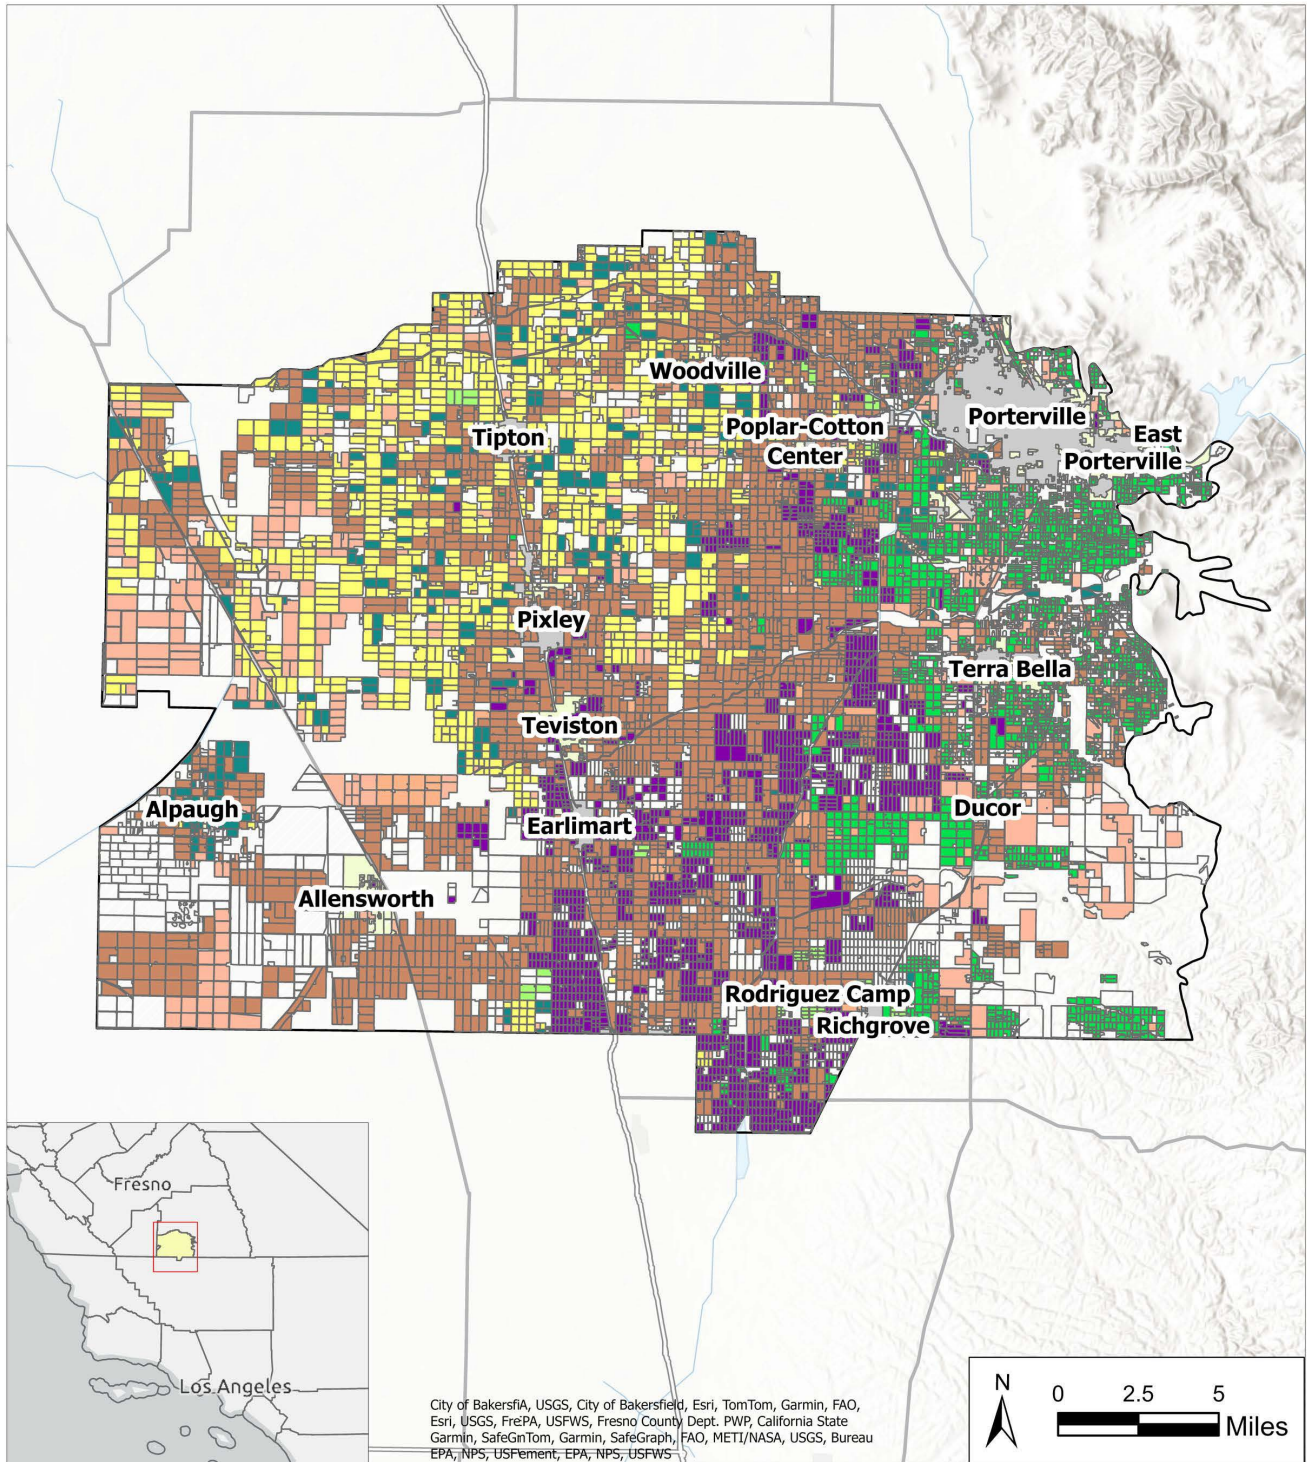 Woodville
Porterville
Poplar-Cotton
Center
Tipton
East
Porterville
Pixley
Terra Bella
Teviston
Alpaugh
Ducor
Earlimart
Allensworth
Rodriguez Camp
Richgrove
Fresno
Los Angeles
N
0 2.5 5
Miles
City of BakersfiA, USGS, City of Bakersfield, Esri, TomTom, Garmin, FAO,
Esri, USGS, FrePA, USFWS, Fresno County Dept. PWP, California State
Garmin, SafeGnTom, Garmin, SafeGraph, FAO, METI/NASA, USGS, Bureau
EPA, NPS, USFement, EPA, NPS, USFWS